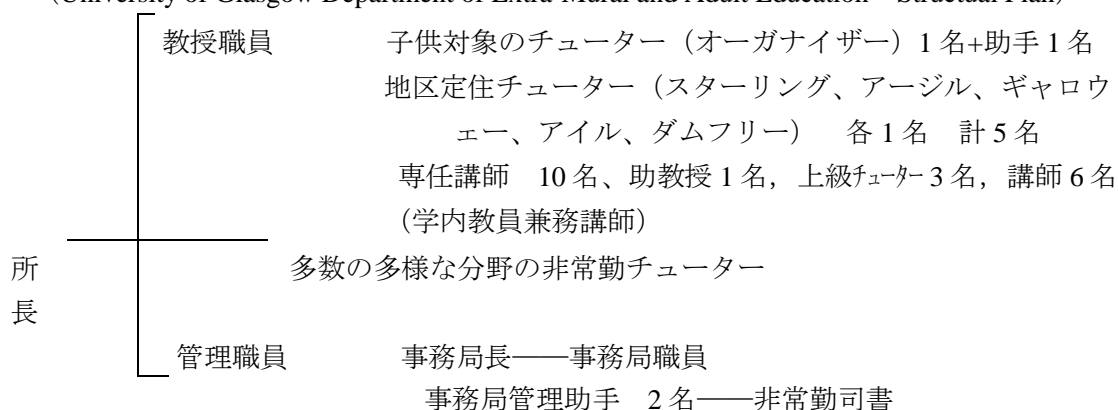 (University of Glasgow Department of Extra-Mural and Adult Education Structual Plan)
教授職員 子供対象のチューター（オーガナイザー）1名+助手1名
地区定住チューター（スターリング、アージル、ギャロウ
ェー、アイル、ダムフリー） 各1名 計5名
専任講師 10名、助教授1名，上級ﾁｭｰﾀｰ3名，講師6名
（学内教員兼務講師）
所 多数の多様な分野の非常勤チューター
長
管理職員 事務局長――事務局職員
事務局管理助手 2名――非常勤司書